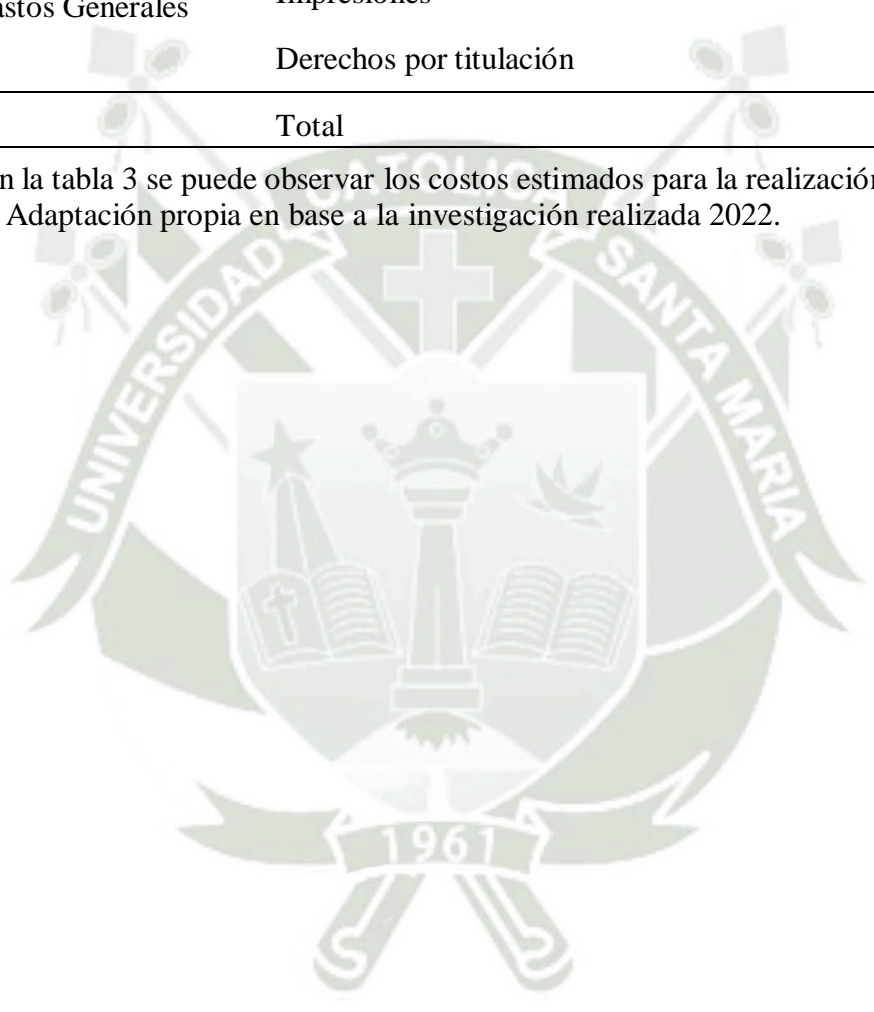 astos Generales
Impresiones
Derechos por titulación
Total
n la tabla 3 se puede observar los costos estimados para la realización
Adaptación propia en base a la investigación realizada 2022.
UNIVERSIDAD CATOLICA SANTA MARIA
1961